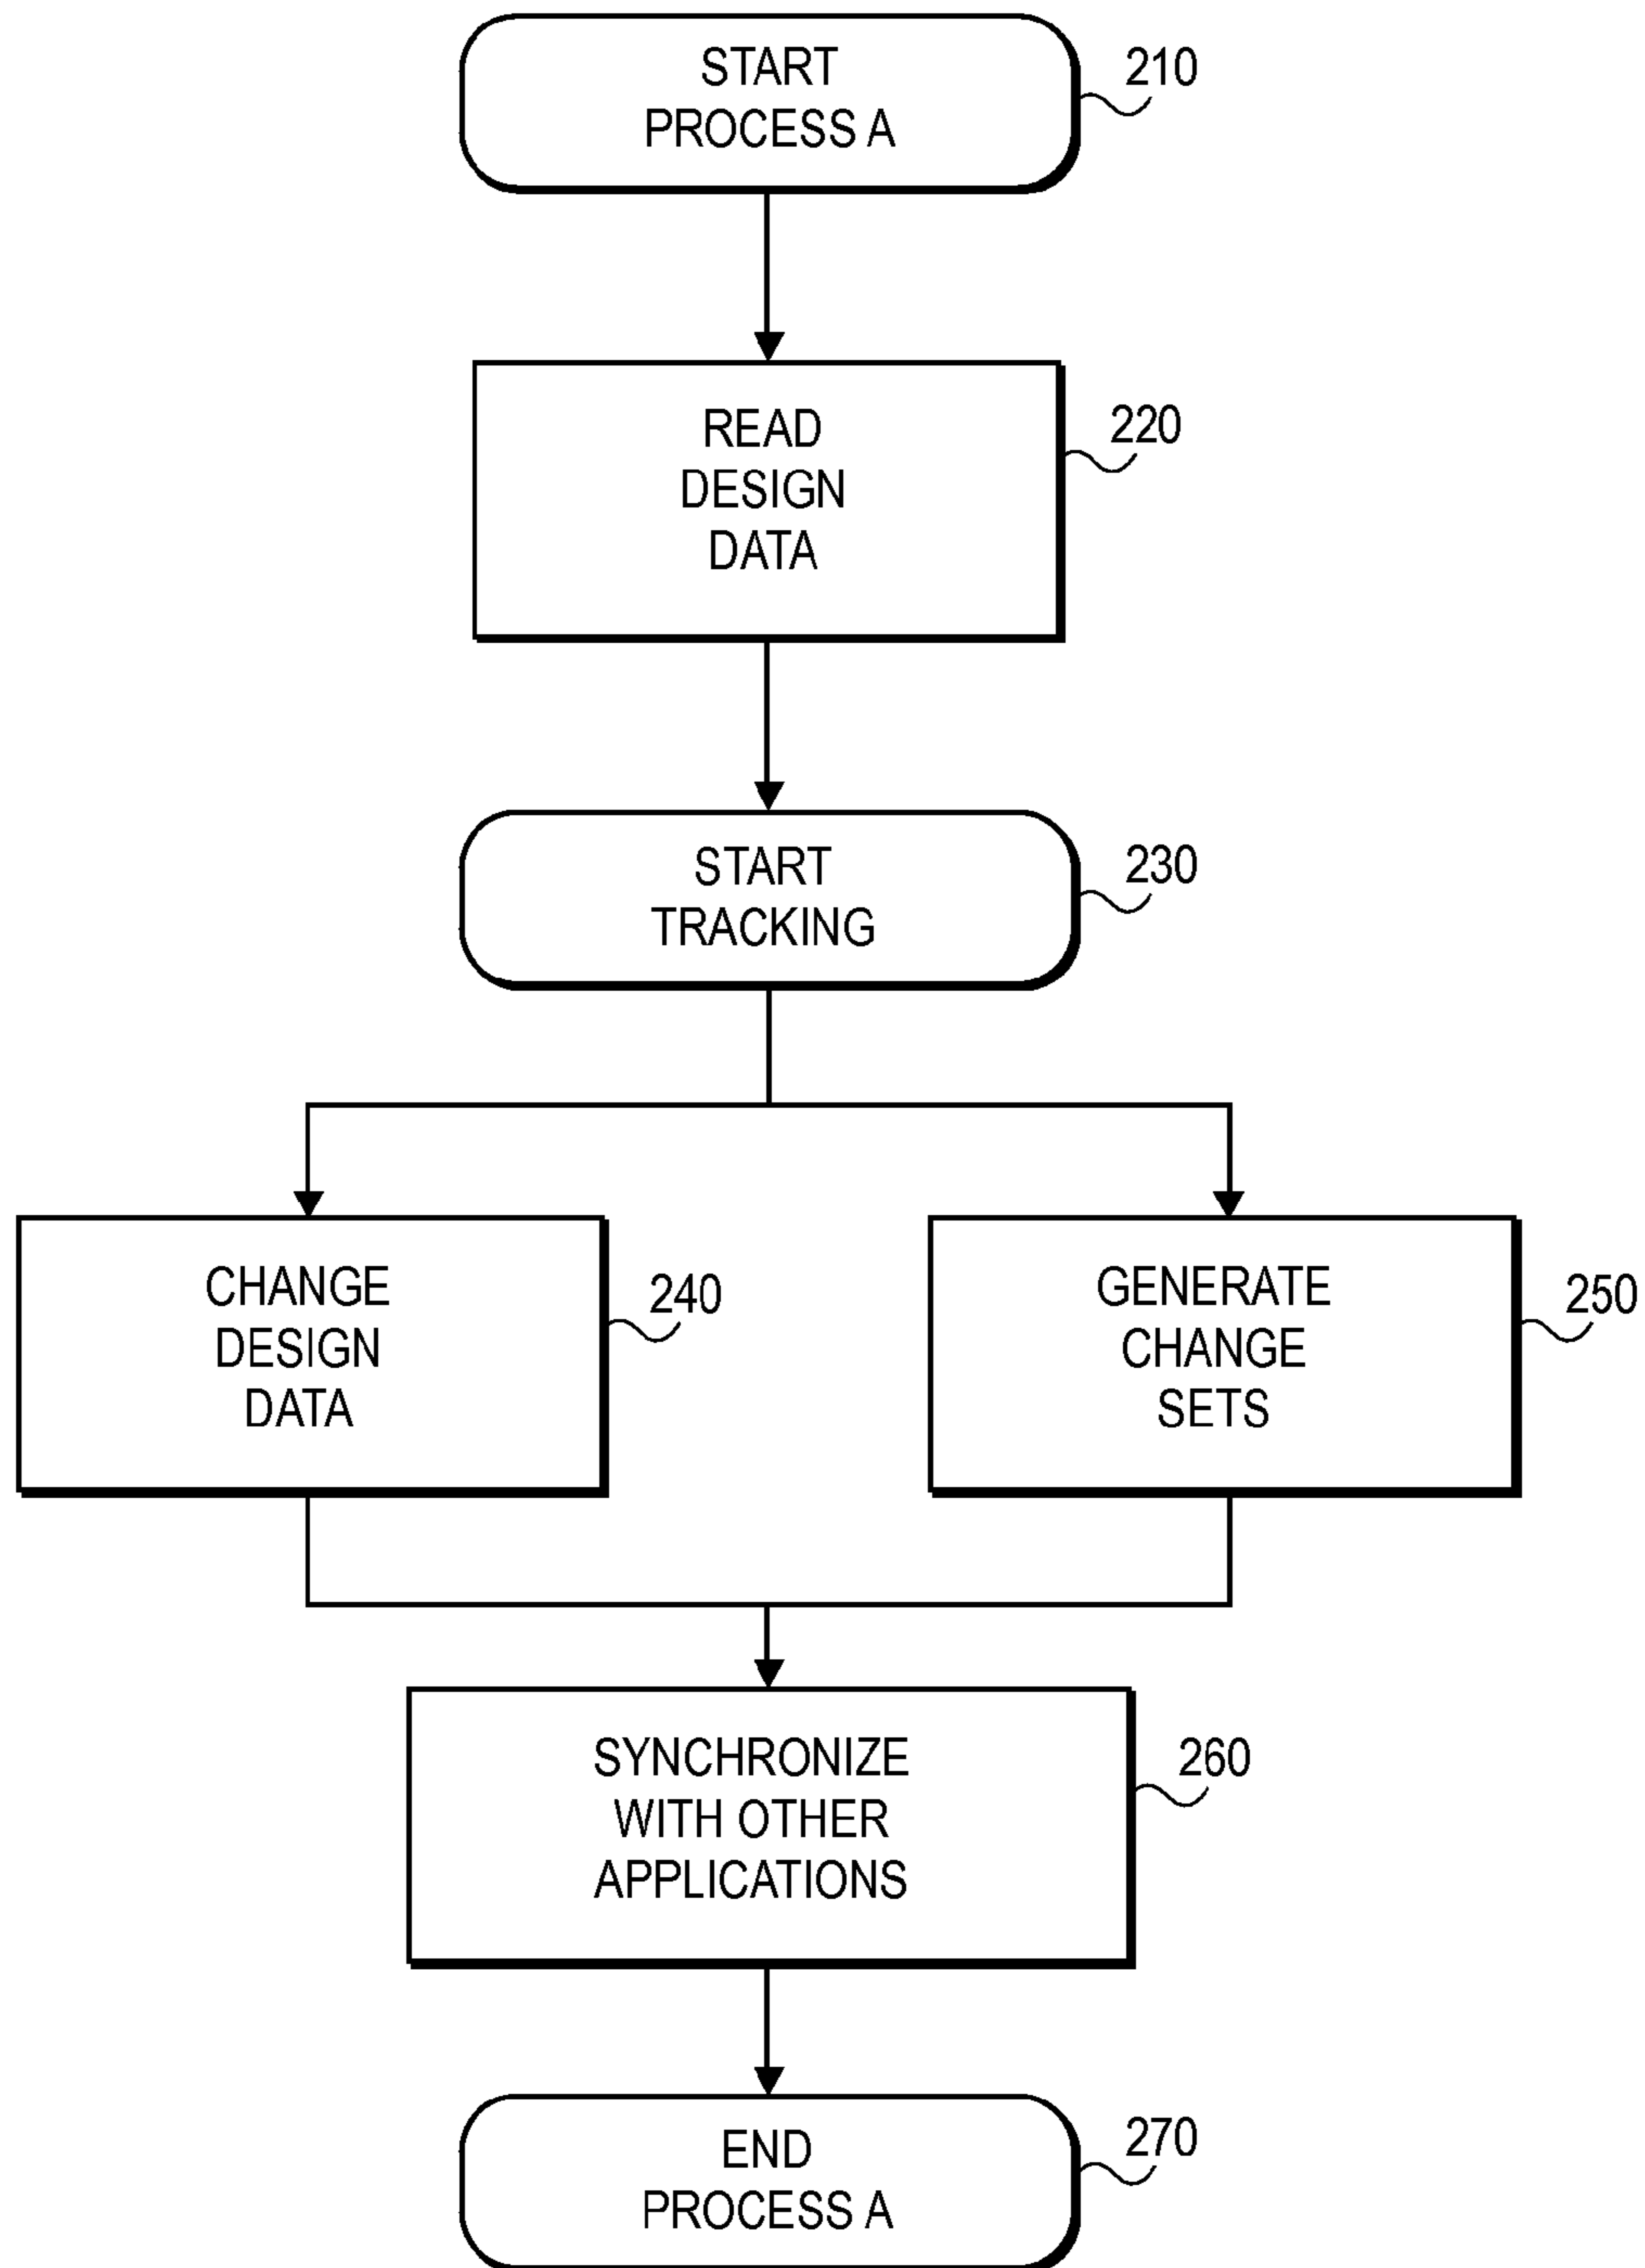 START
PROCESS A
210
READ
DESIGN
DATA
220
START
TRACKING
230
CHANGE
DESIGN
DATA
240
GENERATE
CHANGE
SETS
250
SYNCHRONIZE
WITH OTHER
APPLICATIONS
260
END
PROCESS A
270